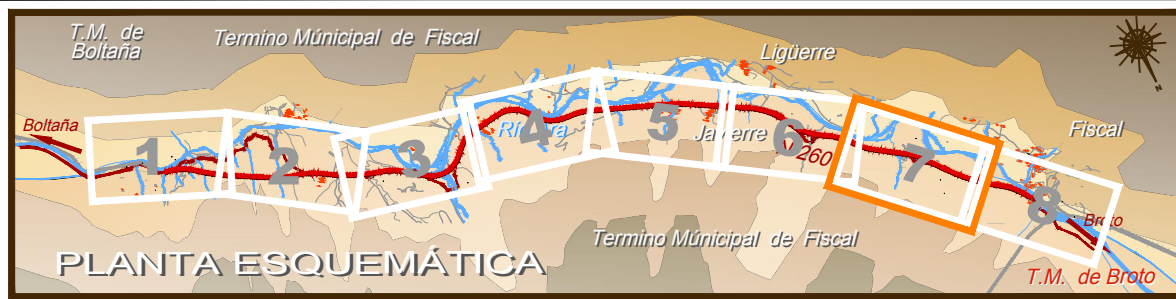 T.M. de
Boltaña
Termino Múnicipal de Fiscal
Ligüerre
Boltaña
Fiscal
Javierre
260
1
2
3
4
5
6
7
8
Broto
Termino Múnicipal de Fiscal
PLANTA ESQUEMÁTICA
T.M. de Broto
N